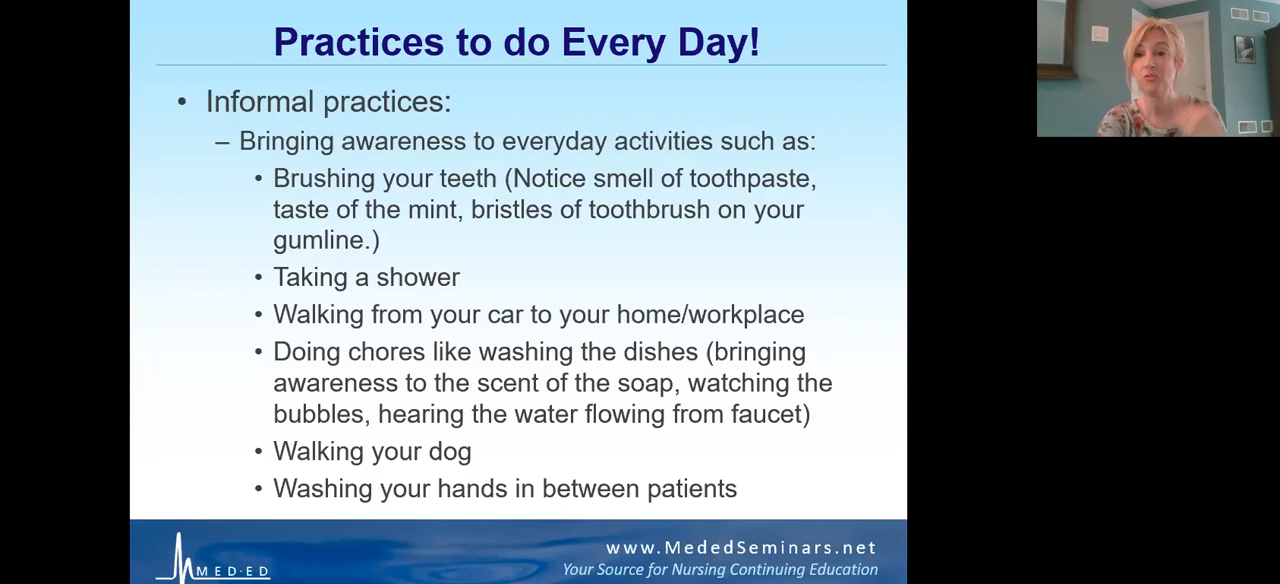 Practices to do Every Day!
• Informal practices:
– Bringing awareness to everyday activities such as:
• Brushing your teeth (Notice smell of toothpaste,
taste of the mint, bristles of toothbrush on your
gumline.)
• Taking a shower
• Walking from your car to your home/workplace
• Doing chores like washing the dishes (bringing
awareness to the scent of the soap, watching the
bubbles, hearing the water flowing from faucet)
• Walking your dog
• Washing your hands in between patients
MED·ED
www.MededSeminars.net
Your Source for Nursing Continuing Education